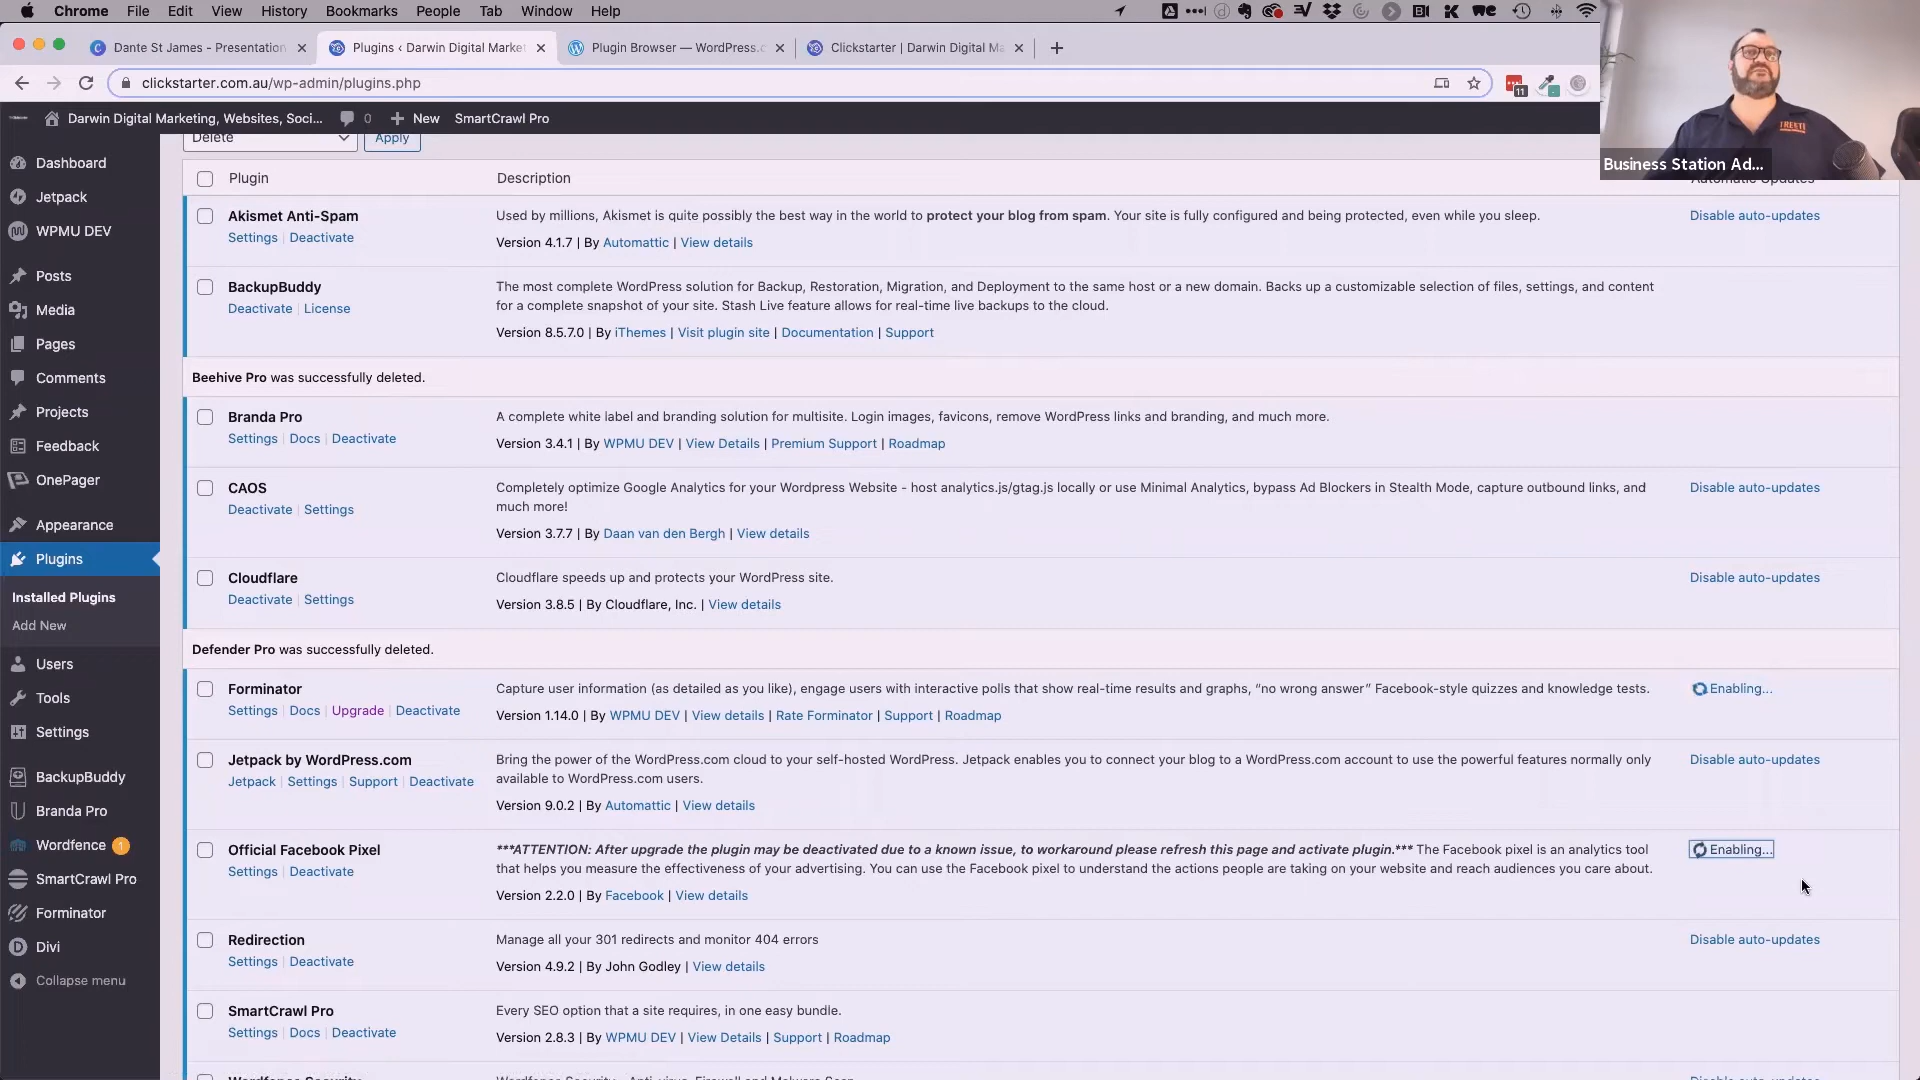 Chrome File Edit View History Bookmarks People Tab Window Help
Dante St James - Presentation
Plugins ‹ Darwin Digital Market
Plugin Browser — WordPress.c
Clickstarter | Darwin Digital Ma
clickstarter.com.au/wp-admin/plugins.php
11
Darwin Digital Marketing, Websites, Soci... 0 New SmartCrawl Pro
TREETI
Business Station Ad...
Dashboard
Jetpack
WPMU DEV
Posts
Media
Pages
Comments
Projects
Feedback
OnePager
Appearance
Plugins
Installed Plugins
Add New
Users
Tools
Settings
BackupBuddy
Branda Pro
Wordfence 1
SmartCrawl Pro
Forminator
Divi
Collapse menu
Delete Apply
Plugin Description Automatic Updates
Akismet Anti-Spam
Settings | Deactivate
Used by millions, Akismet is quite possibly the best way in the world to protect your blog from spam. Your site is fully configured and being protected, even while you sleep.
Version 4.1.7 | By Automattic | View details
Disable auto-updates
BackupBuddy
Deactivate | License
The most complete WordPress solution for Backup, Restoration, Migration, and Deployment to the same host or a new domain. Backs up a customizable selection of files, settings, and content
for a complete snapshot of your site. Stash Live feature allows for real-time live backups to the cloud.
Version 8.5.7.0 | By iThemes | Visit plugin site | Documentation | Support
Beehive Pro was successfully deleted.
Branda Pro
Settings | Docs | Deactivate
A complete white label and branding solution for multisite. Login images, favicons, remove WordPress links and branding, and much more.
Version 3.4.1 | By WPMU DEV | View Details | Premium Support | Roadmap
CAOS
Deactivate | Settings
Completely optimize Google Analytics for your Wordpress Website - host analytics.js/gtag.js locally or use Minimal Analytics, bypass Ad Blockers in Stealth Mode, capture outbound links, and
much more!
Version 3.7.7 | By Daan van den Bergh | View details
Disable auto-updates
Cloudflare
Deactivate | Settings
Cloudflare speeds up and protects your WordPress site.
Version 3.8.5 | By Cloudflare, Inc. | View details
Disable auto-updates
Defender Pro was successfully deleted.
Forminator
Settings | Docs | Upgrade | Deactivate
Capture user information (as detailed as you like), engage users with interactive polls that show real-time results and graphs, “no wrong answer” Facebook-style quizzes and knowledge tests.
Version 1.14.0 | By WPMU DEV | View details | Rate Forminator | Support | Roadmap
Enabling...
Jetpack by WordPress.com
Jetpack | Settings | Support | Deactivate
Bring the power of the WordPress.com cloud to your self-hosted WordPress. Jetpack enables you to connect your blog to a WordPress.com account to use the powerful features normally only
available to WordPress.com users.
Version 9.0.2 | By Automattic | View details
Disable auto-updates
Official Facebook Pixel
Settings | Deactivate
***ATTENTION: After upgrade the plugin may be deactivated due to a known issue, to workaround please refresh this page and activate plugin.*** The Facebook pixel is an analytics tool
that helps you measure the effectiveness of your advertising. You can use the Facebook pixel to understand the actions people are taking on your website and reach audiences you care about.
Version 2.2.0 | By Facebook | View details
Enabling...
Redirection
Settings | Deactivate
Manage all your 301 redirects and monitor 404 errors
Version 4.9.2 | By John Godley | View details
Disable auto-updates
SmartCrawl Pro
Settings | Docs | Deactivate
Every SEO option that a site requires, in one easy bundle.
Version 2.8.3 | By WPMU DEV | View Details | Support | Roadmap
Wordfence Security
Wordfence Security - Anti-virus, Firewall and Malware Scan
Disable auto-updates